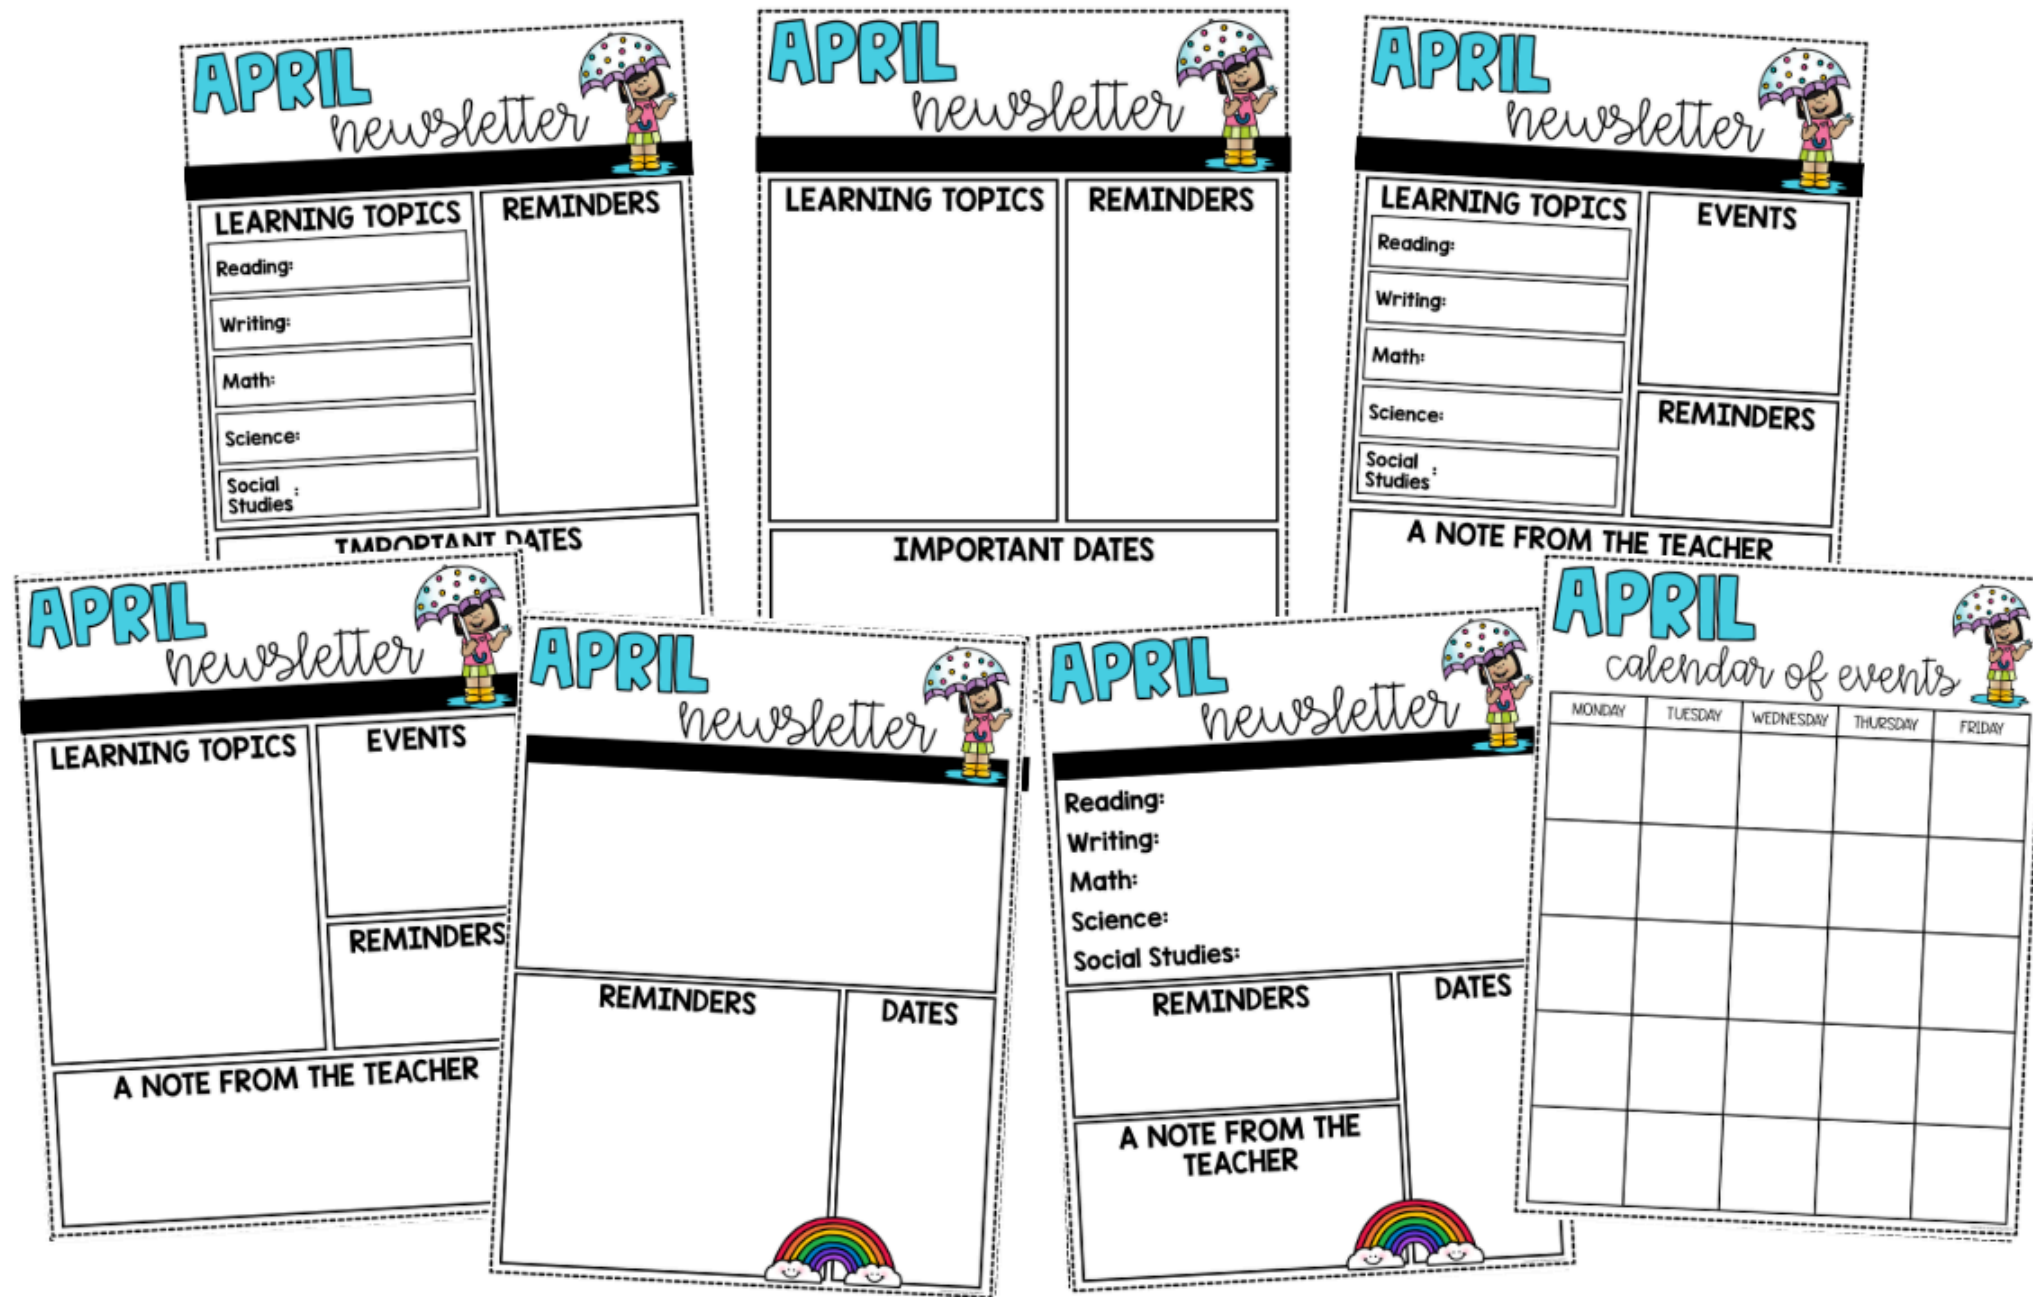 APRIL
newsletter
LEARNING TOPICS
Reading:
Writing:
Math:
Science:
Social
Studies :
REMINDERS
IMPORTANT DATES
APRIL
newsletter
LEARNING TOPICS
REMINDERS
IMPORTANT DATES
APRIL
newsletter
LEARNING TOPICS
Reading:
Writing:
Math:
Science:
Social
Studies :
EVENTS
REMINDERS
A NOTE FROM THE TEACHER
APRIL
newsletter
LEARNING TOPICS
EVENTS
REMINDERS
A NOTE FROM THE TEACHER
APRIL
newsletter
REMINDERS
DATES
APRIL
newsletter
Reading:
Writing:
Math:
Science:
Social Studies:
REMINDERS
DATES
A NOTE FROM THE
TEACHER
APRIL
calendar of events
MONDAY TUESDAY WEDNESDAY THURSDAY FRIDAY